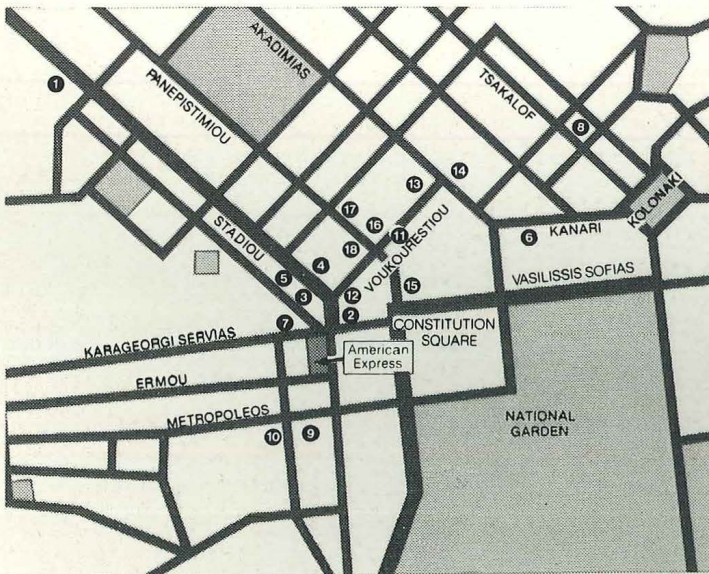 AKADIMIAS
1
PANEPISTIMIOU
TSAKALOF
8
14
13
17
16
KOLONAKI
11
STADIOU
18
VOUKOURESTIOU
6
KANARI
4
5
15
VASILISSIS SOFIAS
3
12
2
7
CONSTITUTION
SQUARE
KARAGEORGI SERVIAS
American
Express
ERMOU
METROPOLEOS
NATIONAL
GARDEN
10
9